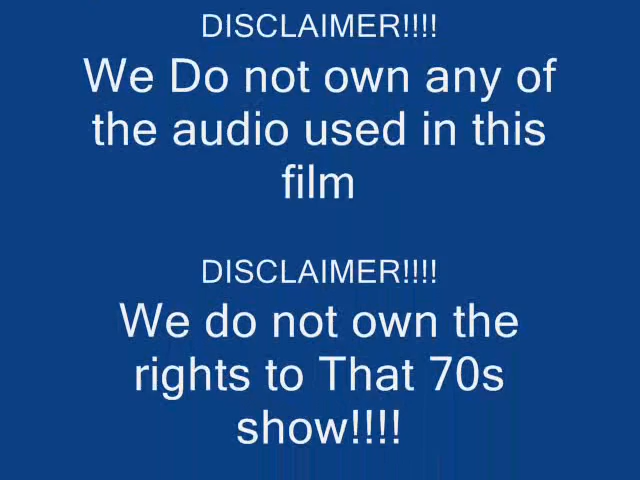 DISCLAIMER!!!!
We Do not own any of
the audio used in this
film
DISCLAIMER!!!!
We do not own the
rights to That 70s
show!!!!